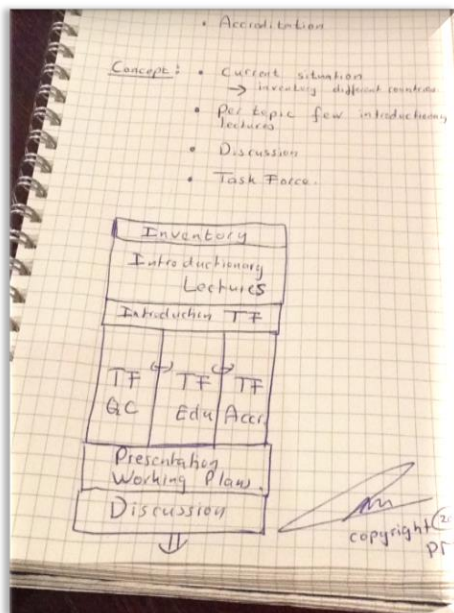 • Accreditation
Concept: • Current situation
→ inventory different countries
• Per topic few introductionary
lectures
• Discussion
• Task Force.
Inventory
Introductionary
Lectures
Introduction TF
TF TF TF
QC Edu Accr.
Presentation
Working Plan.
Discussion
copyright